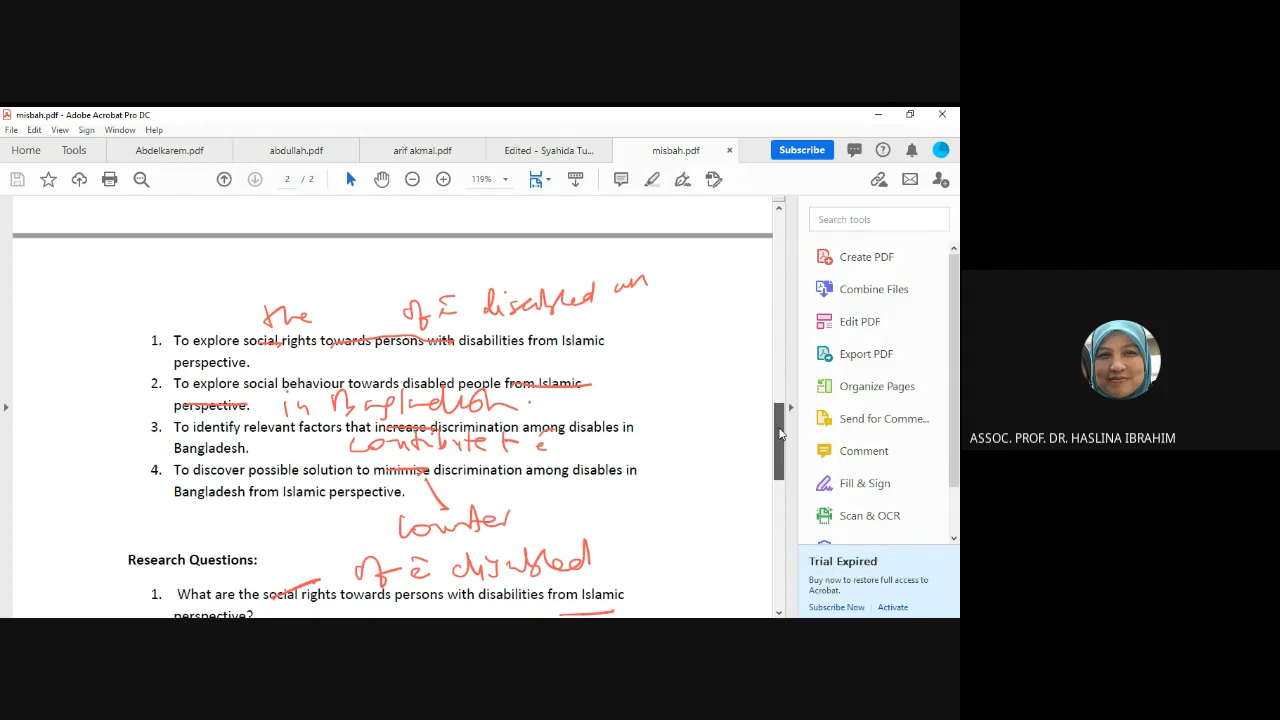 misbah.pdf - Adobe Acrobat Pro DC
File Edit View Sign Window Help
Home Tools Abdelkarem.pdf abdullah.pdf arif akmal.pdf Edited - Syahida Tu... misbah.pdf × Subscribe
2 / 2 119%
Search tools
Create PDF
Combine Files
Edit PDF
Export PDF
Organize Pages
Send for Comme...
Comment
Fill & Sign
Scan & OCR
Trial Expired
Buy now to restore full access to
Acrobat.
Subscribe Now Activate
the of disabled
1. To explore social rights towards persons with disabilities from Islamic
perspective.
2. To explore social behaviour towards disabled people from Islamic
perspective. in Bangladesh.
3. To identify relevant factors that increase discrimination among disables in
contribute t
Bangladesh.
4. To discover possible solution to minimise discrimination among disables in
Bangladesh from Islamic perspective.
counter
of disabled
Research Questions:
1. What are the social rights towards persons with disabilities from Islamic
perspective?
ASSOC. PROF. DR. HASLINA IBRAHIM